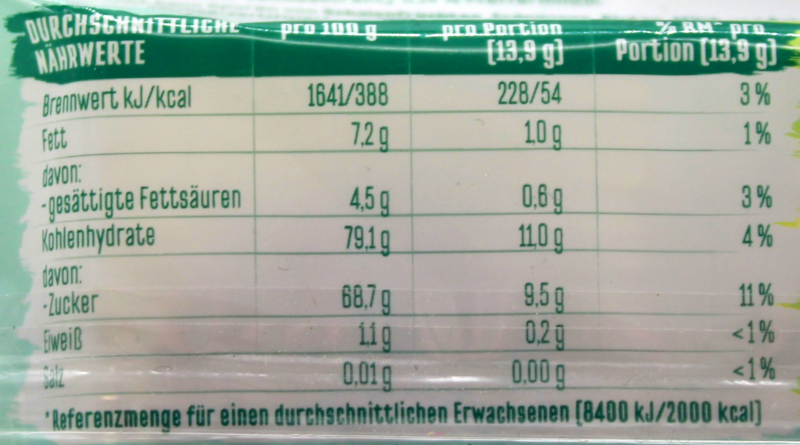 DURCHSCHNITTLICHE NÄHRWERTE pro 100 g pro Portion [13,9 g] % RM* pro Portion [13,9 g]
Brennwert kJ/kcal 1641/388 228/54 3 %
Fett 7,2 g 1,0 g 1 %
davon:
-gesättigte Fettsäuren 4,5 g 0,6 g 3 %
Kohlenhydrate 79,1 g 11,0 g 4 %
davon:
-Zucker 68,7 g 9,5 g 11 %
Eiweiß 1,1 g 0,2 g <1 %
Salz 0,01 g 0,00 g <1 %
*Referenzmenge für einen durchschnittlichen Erwachsenen [8400 kJ/2000 kcal]